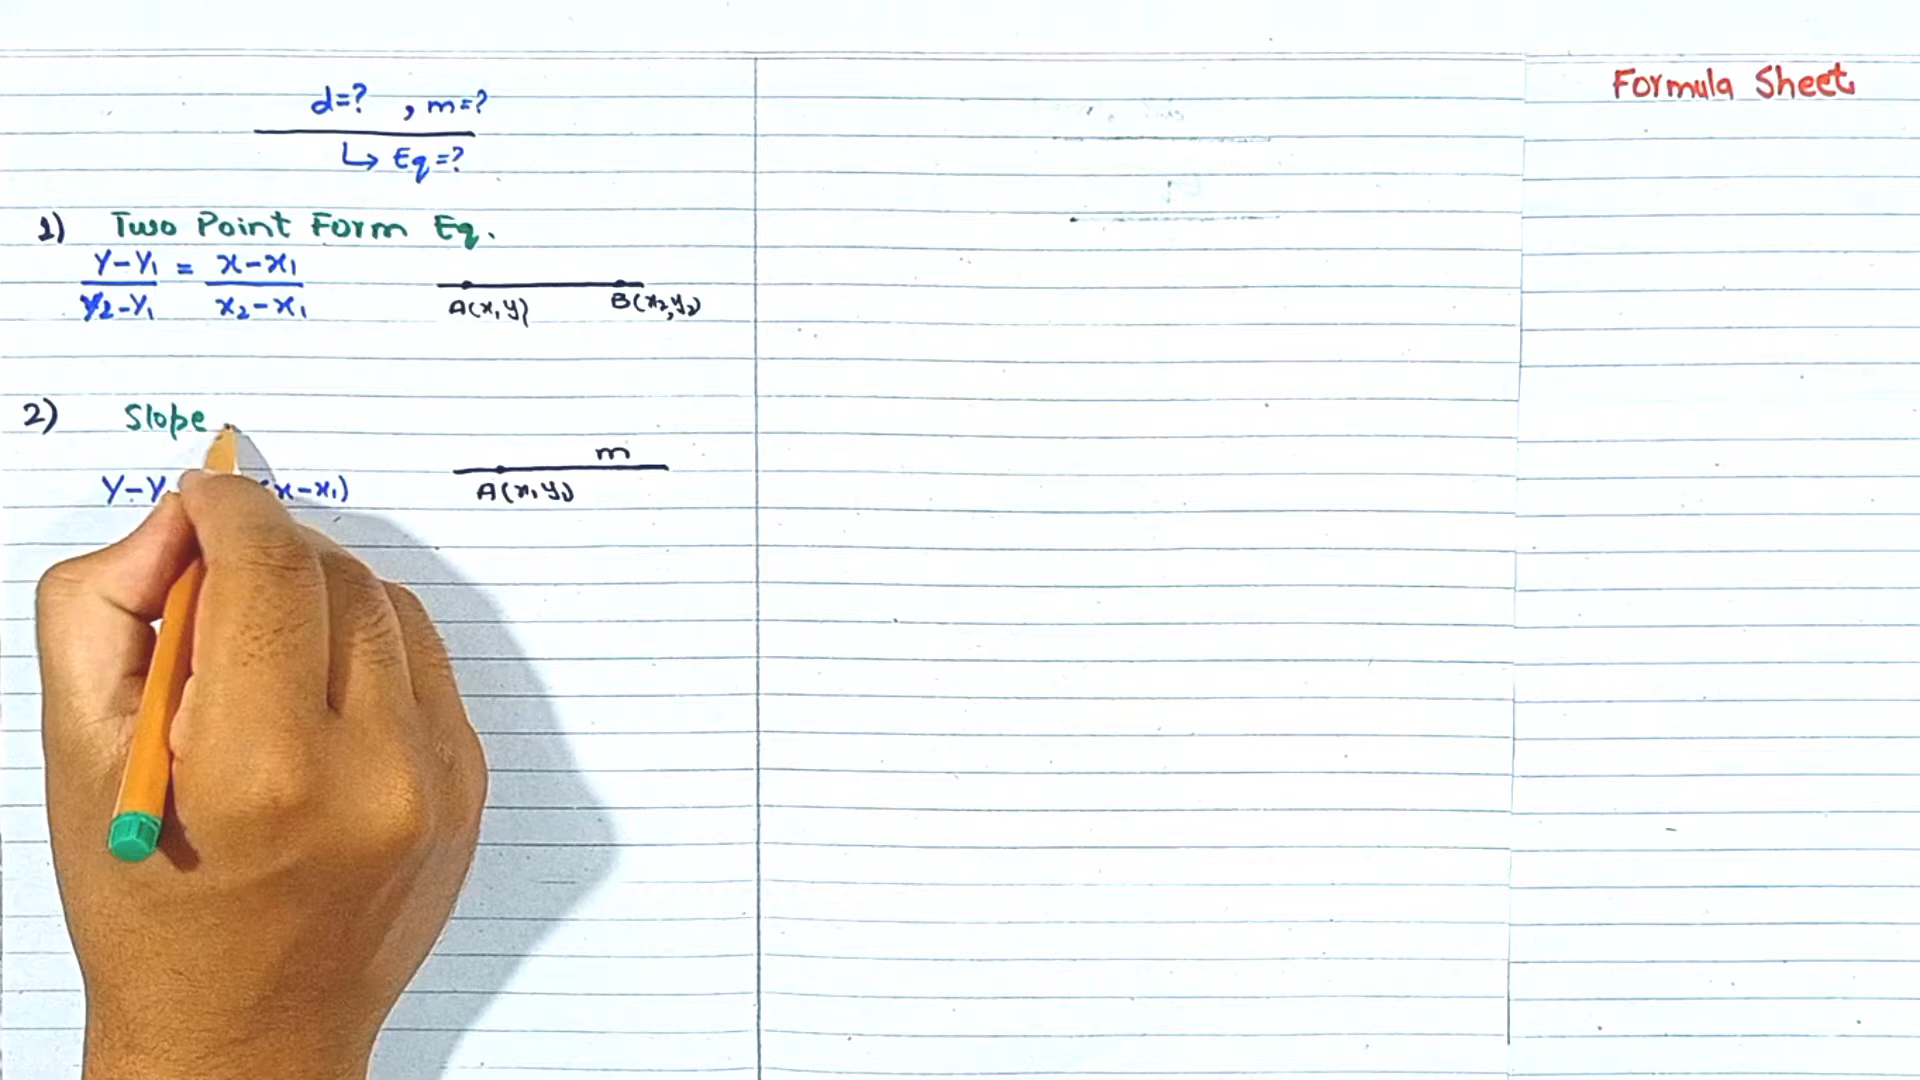 Formula Sheet
d=? , m=?
↳ Eq=?
1) Two Point Form Eq.
y-y₁ = x-x₁
y₂-y₁ x₂-x₁
A(x,y) B(x₂,y₂)
2) Slope
m
y-y x-x₁)
A(x₁y₁)